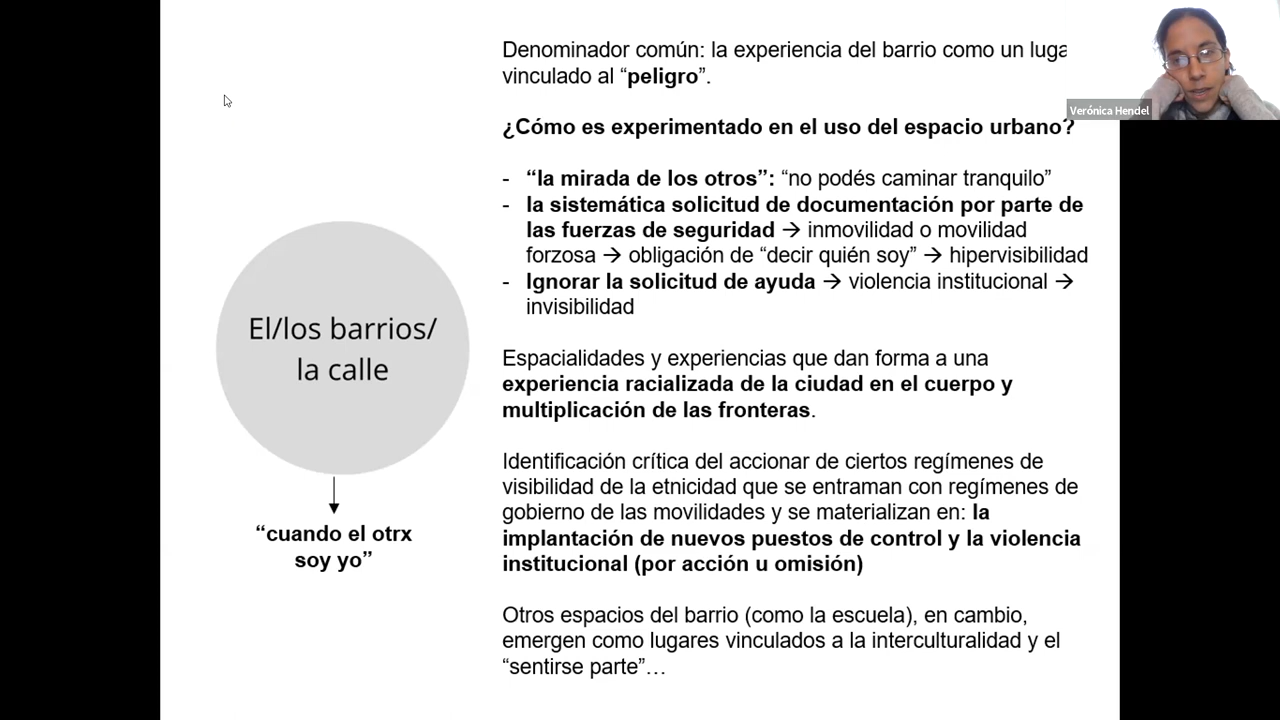 Denominador común: la experiencia del barrio como un luga
vinculado al “peligro”.
Verónica Hendel
¿Cómo es experimentado en el uso del espacio urbano?
- “la mirada de los otros”: “no podés caminar tranquilo”
- la sistemática solicitud de documentación por parte de
las fuerzas de seguridad → inmovilidad o movilidad
forzosa → obligación de “decir quién soy” → hipervisibilidad
- Ignorar la solicitud de ayuda → violencia institucional →
invisibilidad
El/los barrios/
la calle
“cuando el otrx
soy yo”
Espacialidades y experiencias que dan forma a una
experiencia racializada de la ciudad en el cuerpo y
multiplicación de las fronteras.
Identificación crítica del accionar de ciertos regímenes de
visibilidad de la etnicidad que se entraman con regímenes de
gobierno de las movilidades y se materializan en: la
implantación de nuevos puestos de control y la violencia
institucional (por acción u omisión)
Otros espacios del barrio (como la escuela), en cambio,
emergen como lugares vinculados a la interculturalidad y el
“sentirse parte”…